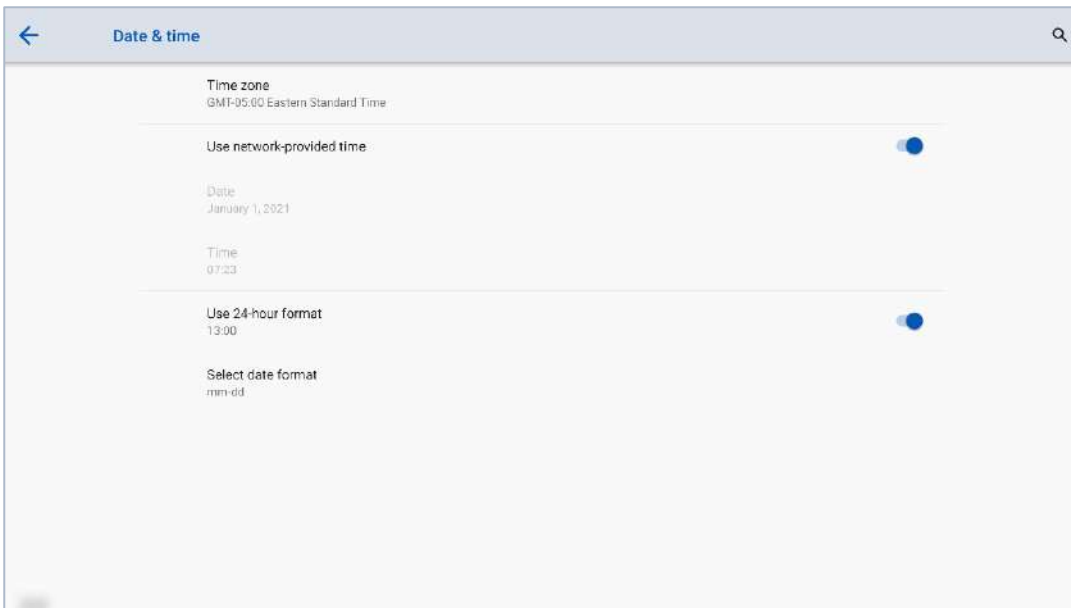 Date & time
Time zone
GMT-05:00 Eastern Standard Time
Use network-provided time
Date
January 1, 2021
Time
07:23
Use 24-hour format
13:00
Select date format
mm-dd